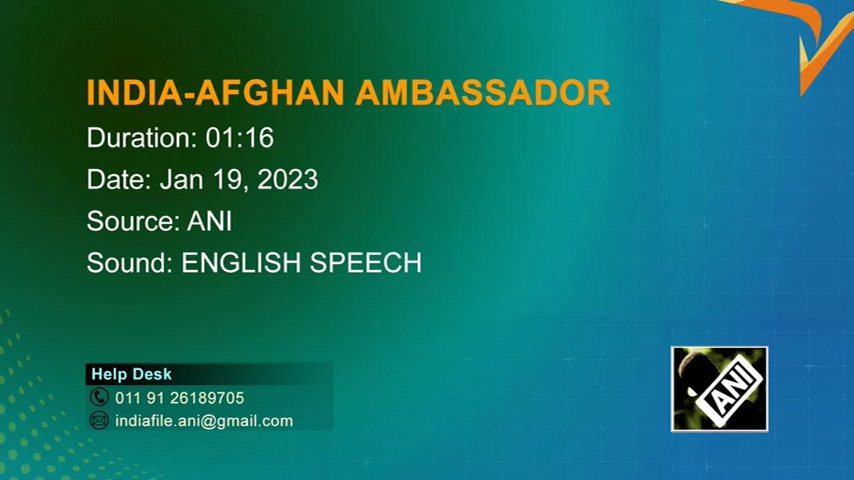 INDIA-AFGHAN AMBASSADOR
Duration: 01:16
Date: Jan 19, 2023
Source: ANI
Sound: ENGLISH SPEECH
Help Desk
011 91 26189705
indiafile.ani@gmail.com
ANI